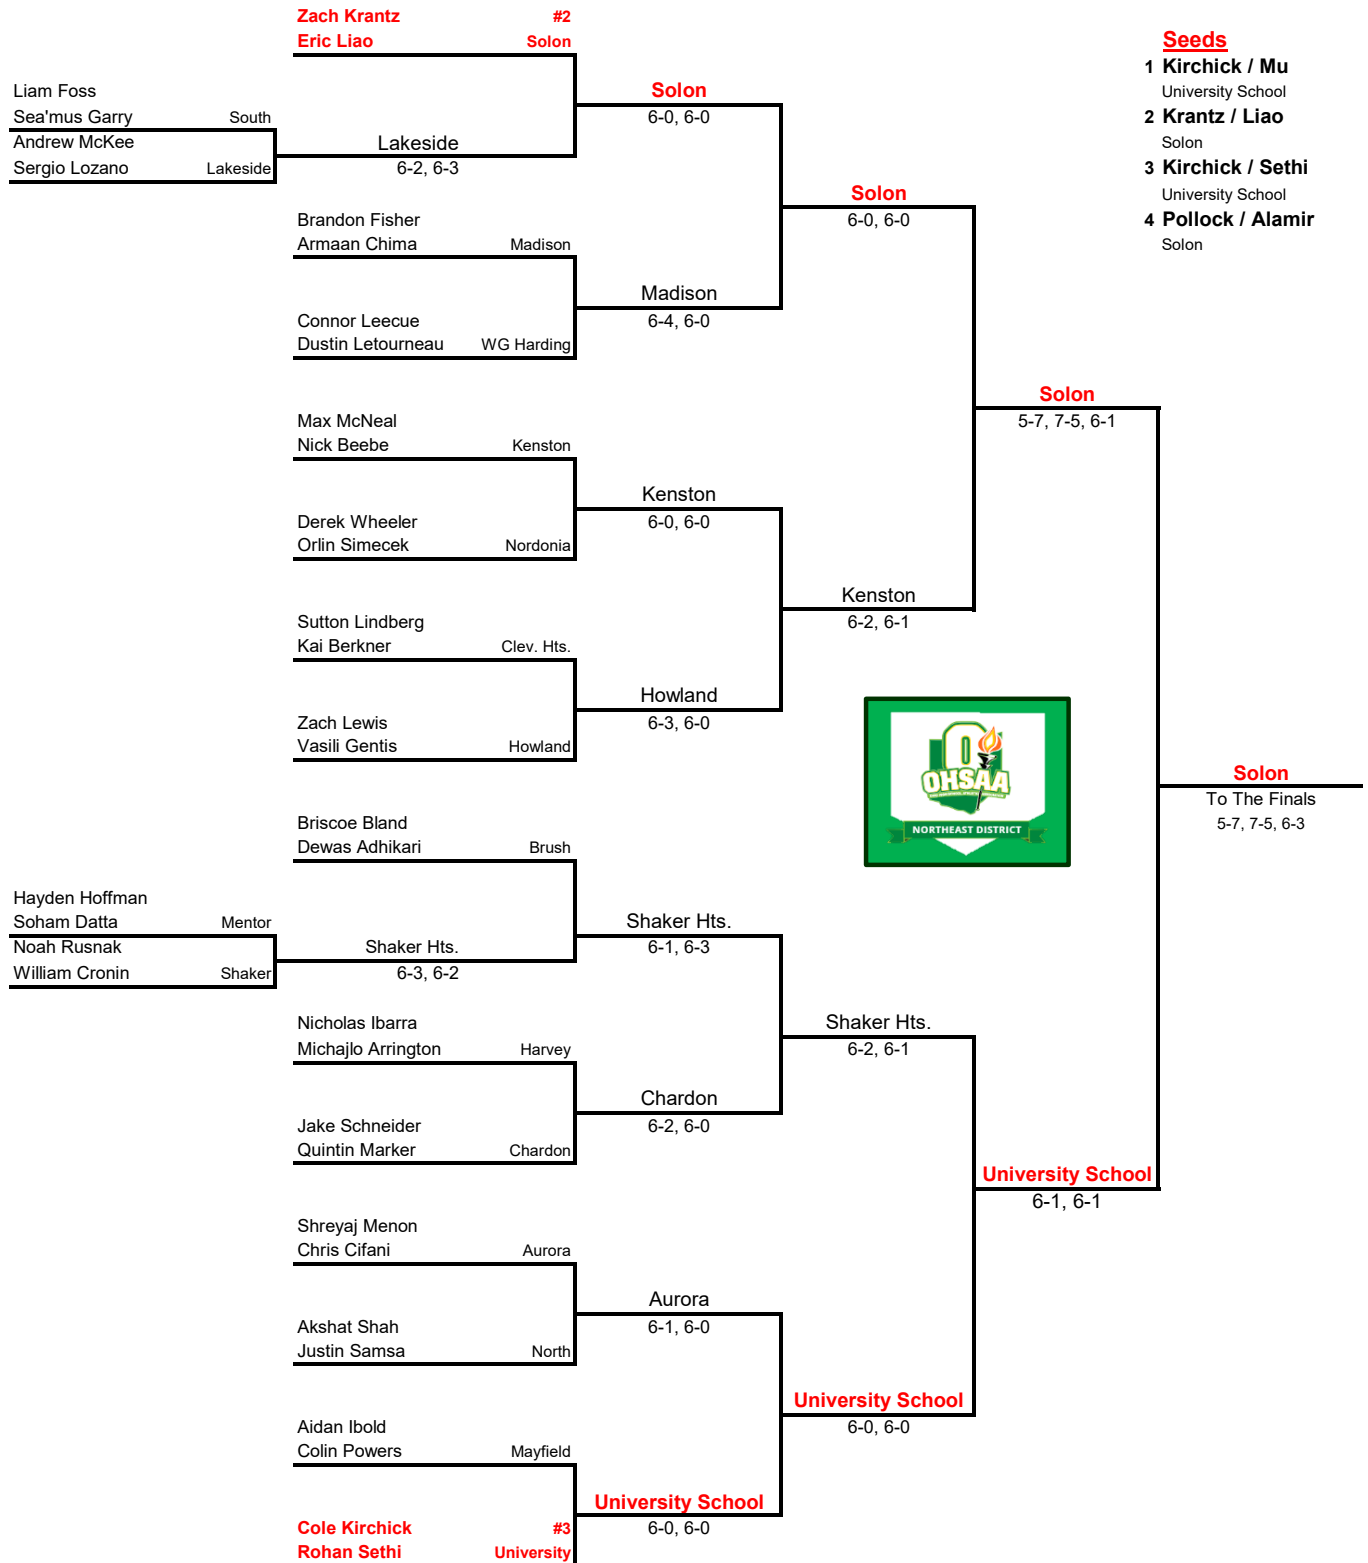 Zach Krantz #2
Eric Liao Solon
Seeds
1 Kirchick / Mu
University School
2 Krantz / Liao
Solon
3 Kirchick / Sethi
University School
4 Pollock / Alamir
Solon
Liam Foss
Sea'mus Garry South
Andrew McKee
Sergio Lozano Lakeside
Lakeside
6-2, 6-3
Solon
6-0, 6-0
Brandon Fisher
Armaan Chima Madison
Connor Leecue
Dustin Letourneau WG Harding
Madison
6-4, 6-0
Solon
6-0, 6-0
Max McNeal
Nick Beebe Kenston
Derek Wheeler
Orlin Simecek Nordonia
Kenston
6-0, 6-0
Sutton Lindberg
Kai Berkner Clev. Hts.
Zach Lewis
Vasili Gentis Howland
Howland
6-3, 6-0
Kenston
6-2, 6-1
Solon
5-7, 7-5, 6-1
OHSAA
NORTHEAST DISTRICT
Solon
To The Finals
5-7, 7-5, 6-3
Briscoe Bland
Dewas Adhikari Brush
Hayden Hoffman
Soham Datta Mentor
Noah Rusnak
William Cronin Shaker
Shaker Hts.
6-3, 6-2
Shaker Hts.
6-1, 6-3
Nicholas Ibarra
Michajlo Arrington Harvey
Jake Schneider
Quintin Marker Chardon
Chardon
6-2, 6-0
Shaker Hts.
6-2, 6-1
Shreyaj Menon
Chris Cifani Aurora
Akshat Shah
Justin Samsa North
Aurora
6-1, 6-0
Aidan Ibold
Colin Powers Mayfield
Cole Kirchick #3
Rohan Sethi University
University School
6-0, 6-0
University School
6-0, 6-0
University School
6-1, 6-1